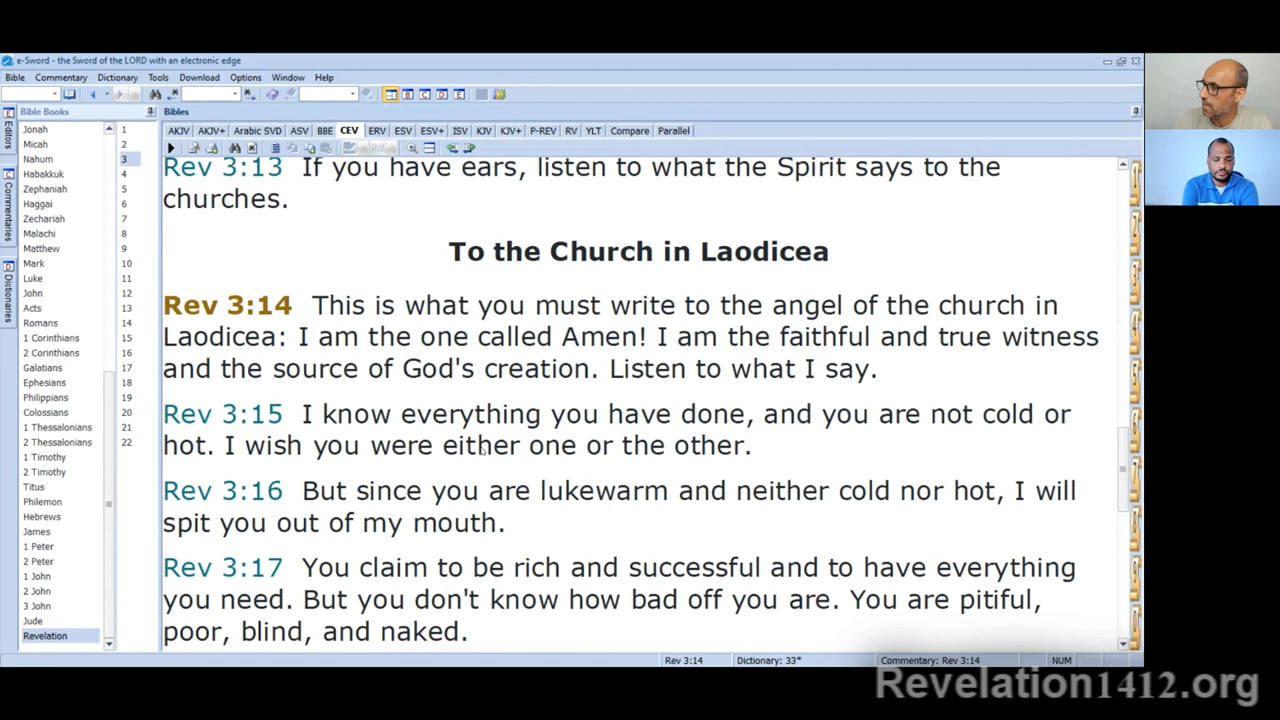 e-Sword - the Sword of the LORD with an electronic edge
Bible Commentary Dictionary Tools Download Options Window Help
B C D E
Bible Books
Bibles
Editors
Commentaries
Dictionaries
AKJV AKJV+ Arabic SVD ASV BBE CEV ERV ESV ESV+ ISV KJV KJV+ P-REV RV YLT Compare Parallel
Jonah
Micah
Nahum
Habakkuk
Zephaniah
Haggai
Zechariah
Malachi
Matthew
Mark
Luke
John
Acts
Romans
1 Corinthians
2 Corinthians
Galatians
Ephesians
Philippians
Colossians
1 Thessalonians
2 Thessalonians
1 Timothy
2 Timothy
Titus
Philemon
Hebrews
James
1 Peter
2 Peter
1 John
2 John
3 John
Jude
Revelation
1
2
3
4
5
6
7
8
9
10
11
12
13
14
15
16
17
18
19
20
21
22
Rev 3:13 If you have ears, listen to what the Spirit says to the
churches.
To the Church in Laodicea
Rev 3:14 This is what you must write to the angel of the church in
Laodicea: I am the one called Amen! I am the faithful and true witness
and the source of God's creation. Listen to what I say.
Rev 3:15 I know everything you have done, and you are not cold or
hot. I wish you were either one or the other.
Rev 3:16 But since you are lukewarm and neither cold nor hot, I will
spit you out of my mouth.
Rev 3:17 You claim to be rich and successful and to have everything
you need. But you don't know how bad off you are. You are pitiful,
poor, blind, and naked.
Rev 3:14 Dictionary: 33* Commentary: Rev 3:14 NUM
Revelation1412.org